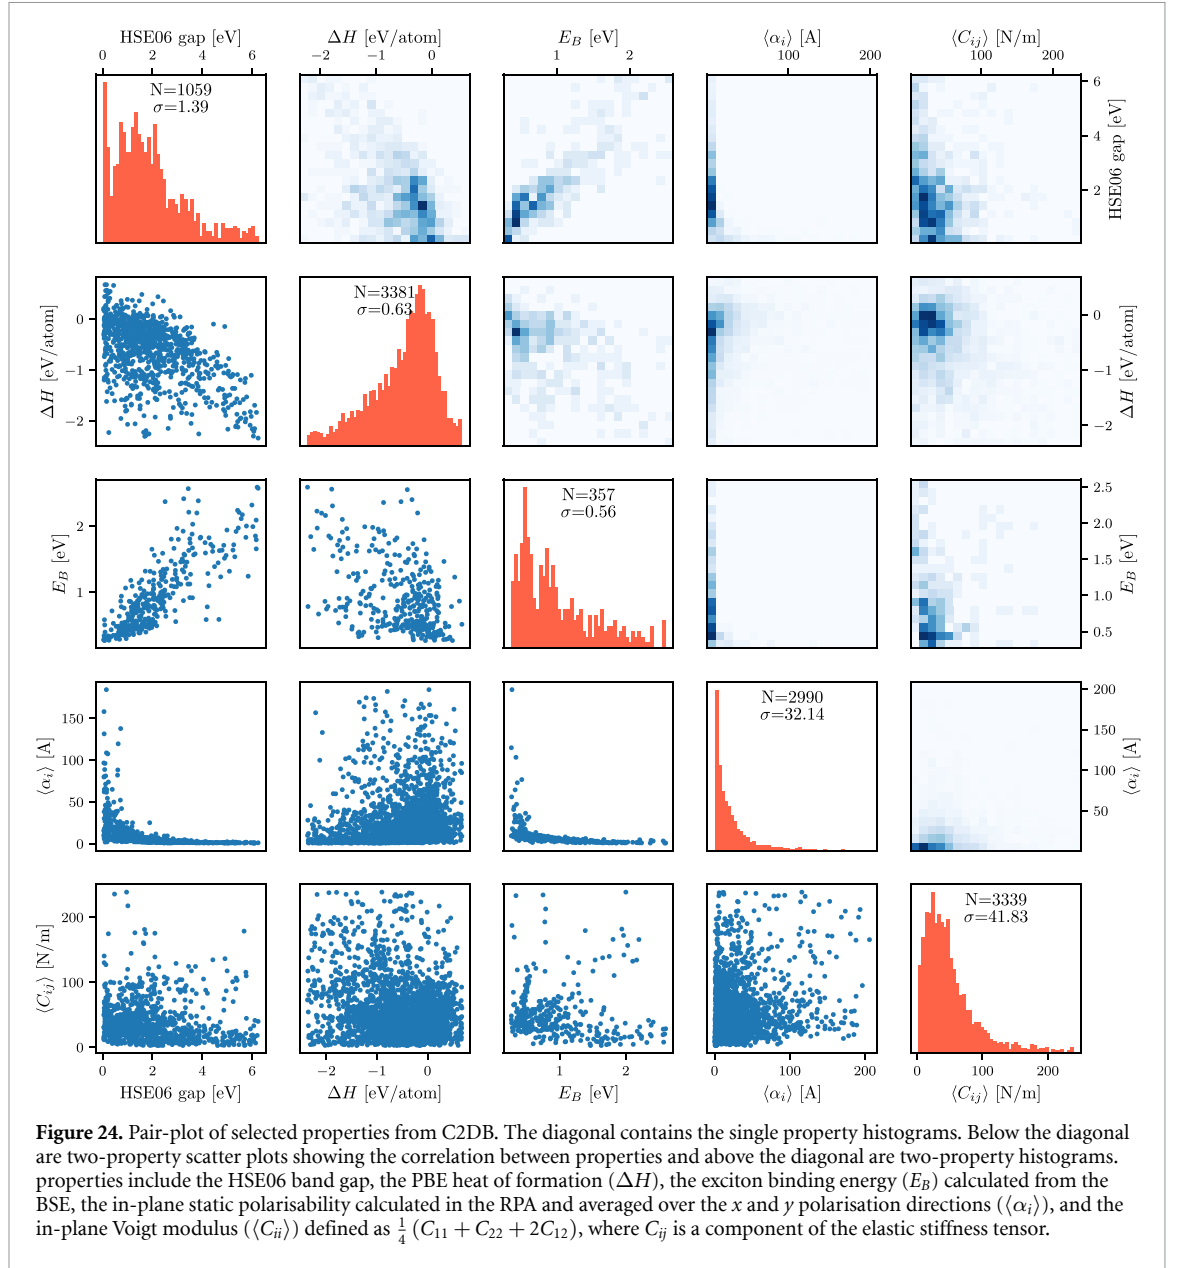 HSE06 gap [eV]
ΔH [eV/atom]
E_B [eV]
⟨α_i⟩ [A]
⟨C_ij⟩ [N/m]
0 2 4 6
−2 −1 0
1 2
100 200
100 200
N=1059
σ=1.39
6
4
2
HSE06 gap [eV]
ΔH [eV/atom]
0
−1
−2
N=3381
σ=0.63
0
−1
−2
ΔH [eV/atom]
E_B [eV]
2
1
N=357
σ=0.56
2.5
2.0
1.5
1.0
0.5
E_B [eV]
⟨α_i⟩ [A]
150
100
50
0
N=2990
σ=32.14
200
150
100
50
⟨α_i⟩ [A]
⟨C_ij⟩ [N/m]
200
100
0
N=3339
σ=41.83
0 2 4 6
−2 −1 0
1 2
0 100 200
0 100 200
HSE06 gap [eV]
ΔH [eV/atom]
E_B [eV]
⟨α_i⟩ [A]
⟨C_ij⟩ [N/m]
Figure 24. Pair-plot of selected properties from C2DB. The diagonal contains the single property histograms. Below the diagonal
are two-property scatter plots showing the correlation between properties and above the diagonal are two-property histograms.
properties include the HSE06 band gap, the PBE heat of formation (ΔH), the exciton binding energy (E_B) calculated from the
BSE, the in-plane static polarisability calculated in the RPA and averaged over the x and y polarisation directions (⟨α_i⟩), and the
in-plane Voigt modulus (⟨C_ii⟩) defined as 1/4 (C_11 + C_22 + 2C_12), where C_ij is a component of the elastic stiffness tensor.